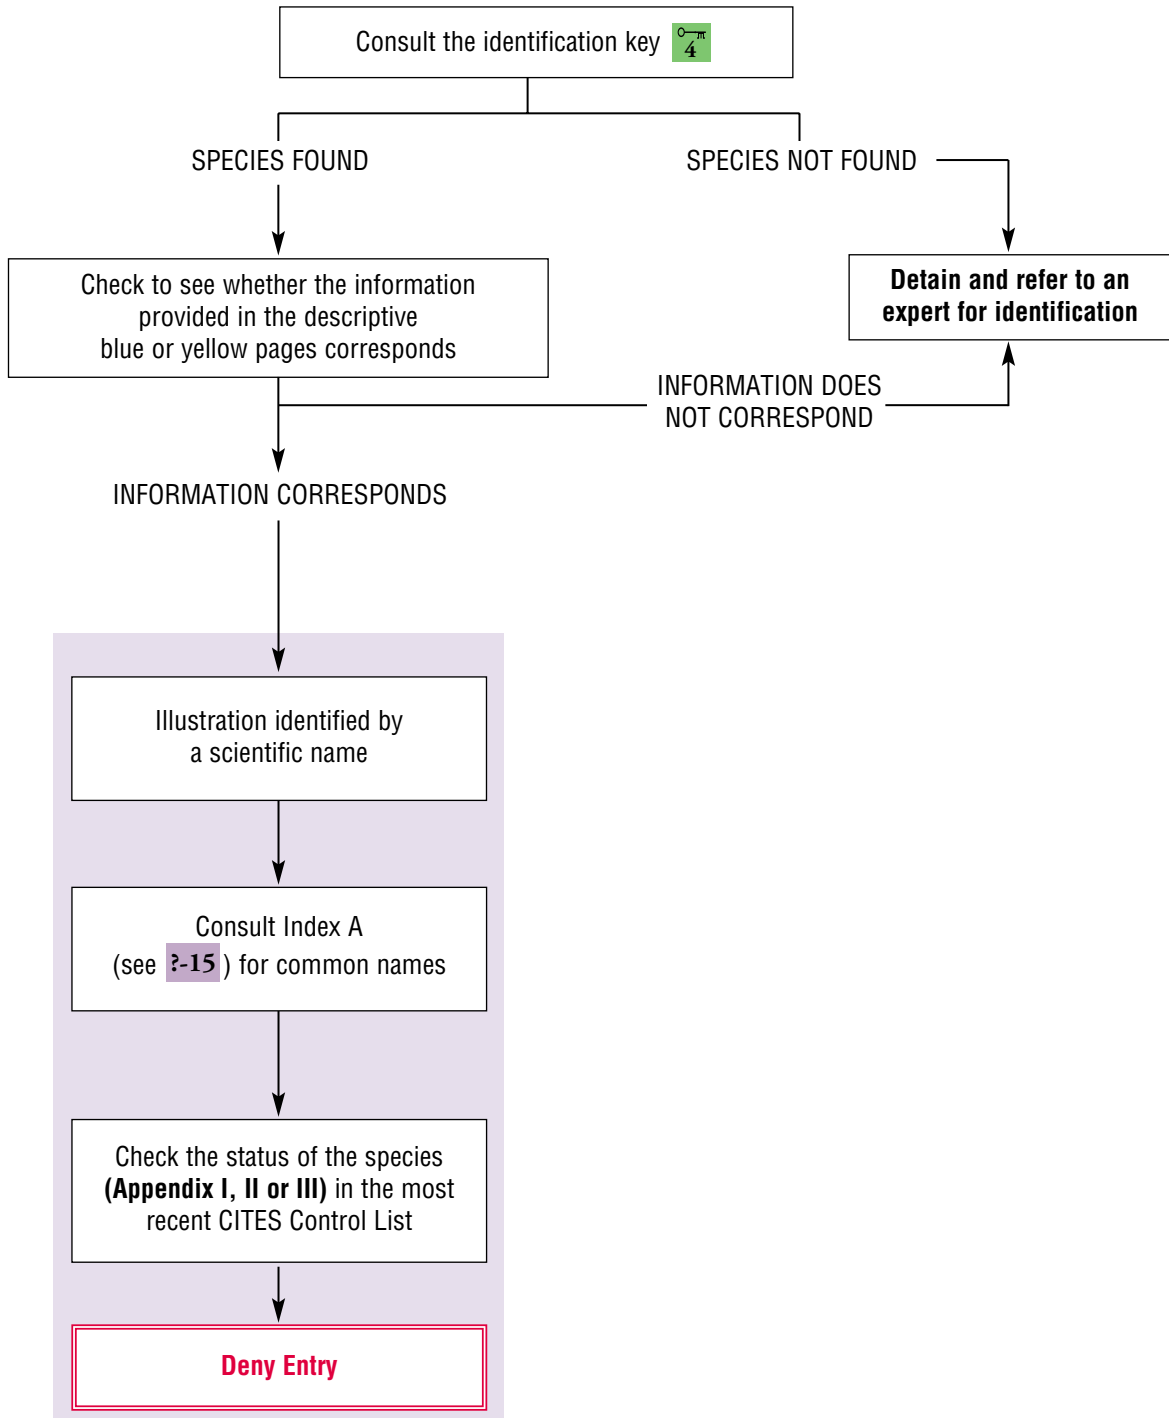 Consult the identification key 4
SPECIES FOUND
SPECIES NOT FOUND
Check to see whether the information
provided in the descriptive
blue or yellow pages corresponds
Detain and refer to an
expert for identification
INFORMATION DOES
NOT CORRESPOND
INFORMATION CORRESPONDS
Illustration identified by
a scientific name
Consult Index A
(see ?-15 ) for common names
Check the status of the species
(Appendix I, II or III) in the most
recent CITES Control List
Deny Entry